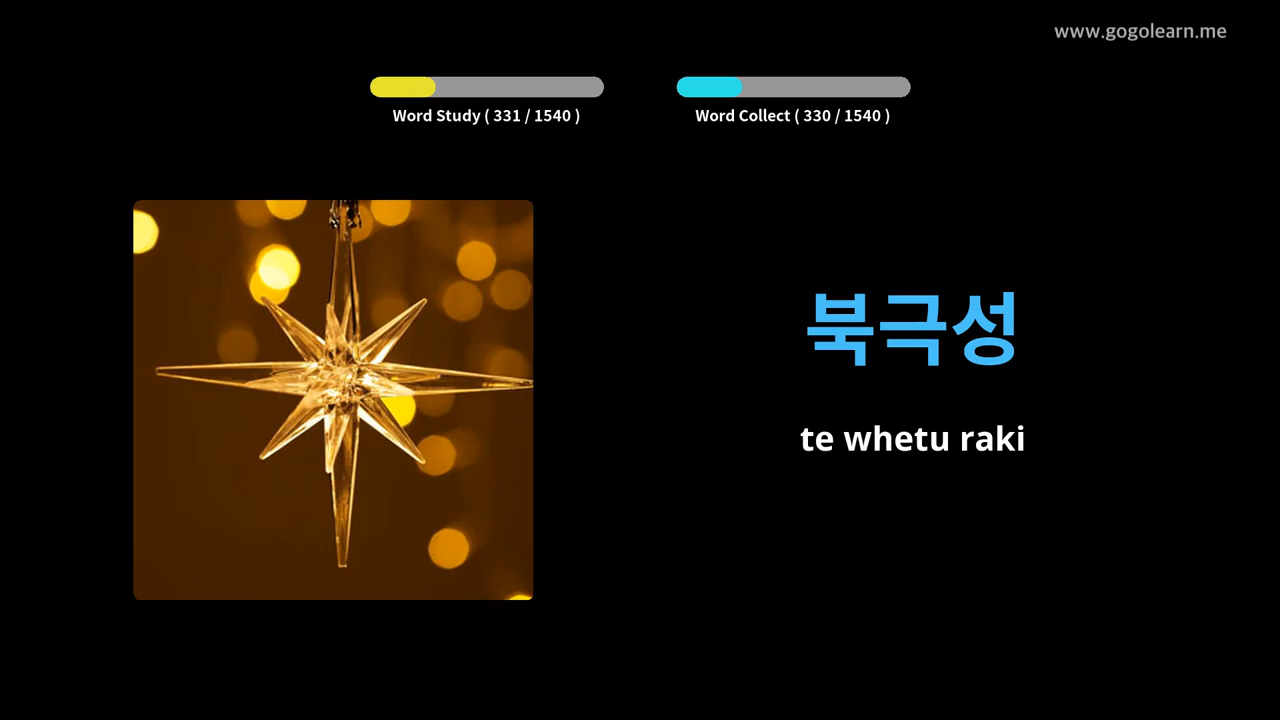 www.gogolearn.me
Word Study ( 331 / 1540 )
Word Collect ( 330 / 1540 )
북극성
te whetu raki